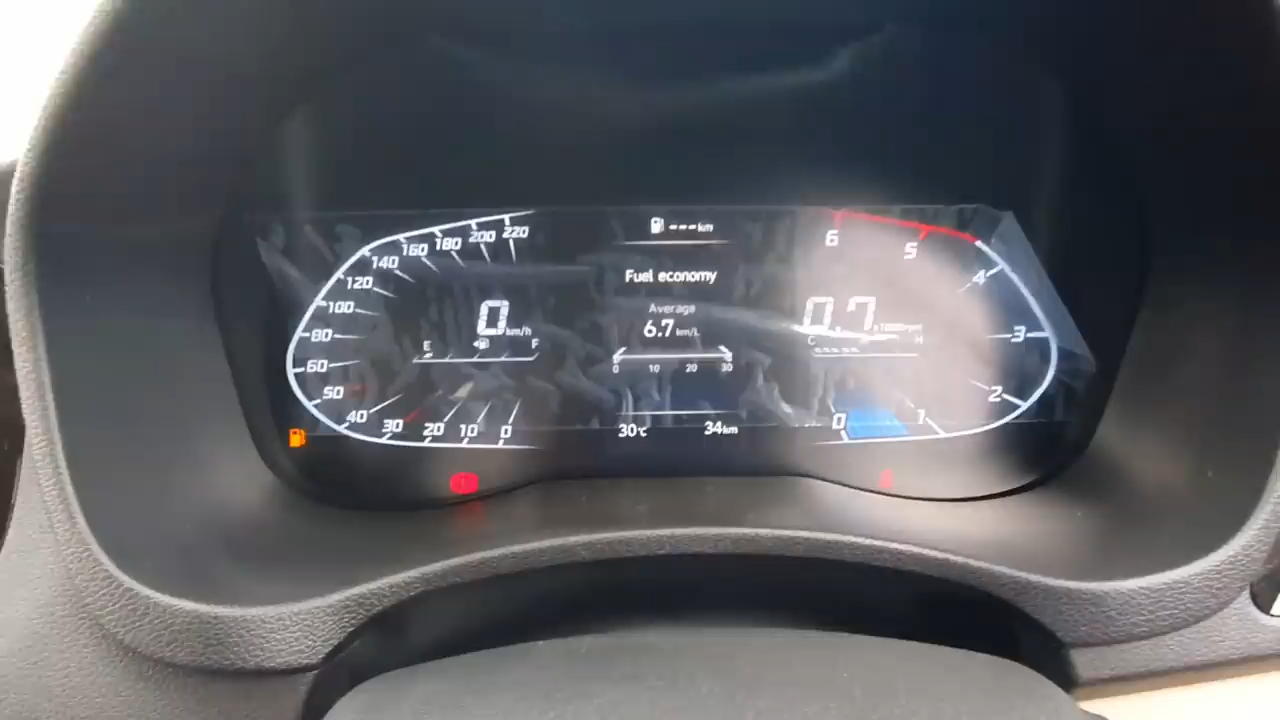 --- km
Fuel economy
Average
6.7 km/L
0 10 20 30
30°C 34 km
220
200
180
160
140
120
100
80
60
50
40
30
20
10
0
0 km/h
E F
6
5
4
3
2
1
0
0.7
C H